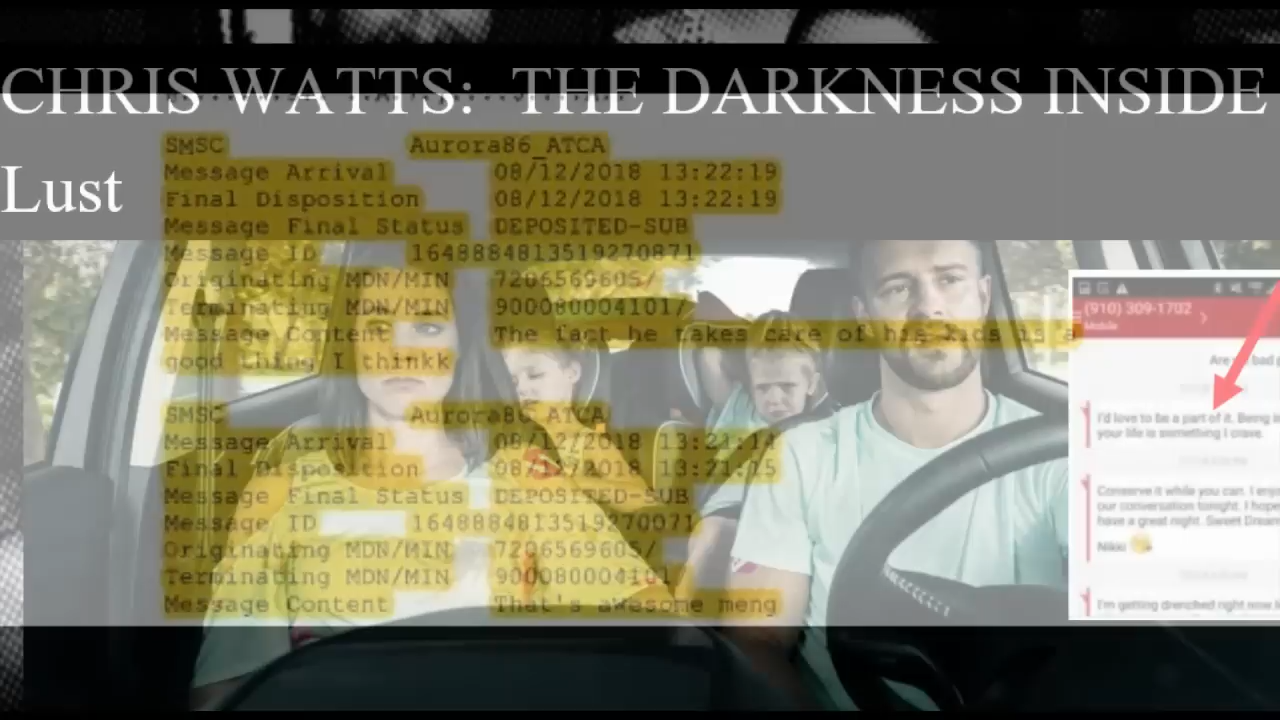 CHRIS WATTS: THE DARKNESS INSIDE
Lust
SMSC Aurora86_ATCA
Message Arrival 08/12/2018 13:22:19
Final Disposition 08/12/2018 13:22:19
Message Final Status DEPOSITED-SUB
Message ID 1648884813519270871
Originating MDN/MIN 7206569605/
Terminating MDN/MIN 900080004101/
Message Content The fact he takes care of his kids is a
good thing I thinkk
SMSC Aurora86_ATCA
Message Arrival 08/12/2018 13:21:14
Final Disposition 08/12/2018 13:21:15
Message Final Status DEPOSITED-SUB
Message ID 1648884813519270071
Originating MDN/MIN 7206569605/
Terminating MDN/MIN 900080004101/
Message Content That's awesome meng
(910) 309-1702
Mobile
bad
I'd love to be a part of it. Being
your life is something I crave.
Conserve it while you can. I enjoy
our conversation tonight. I hope
have a great night. Sweet Dream
Nikki
I'm getting drenched right now